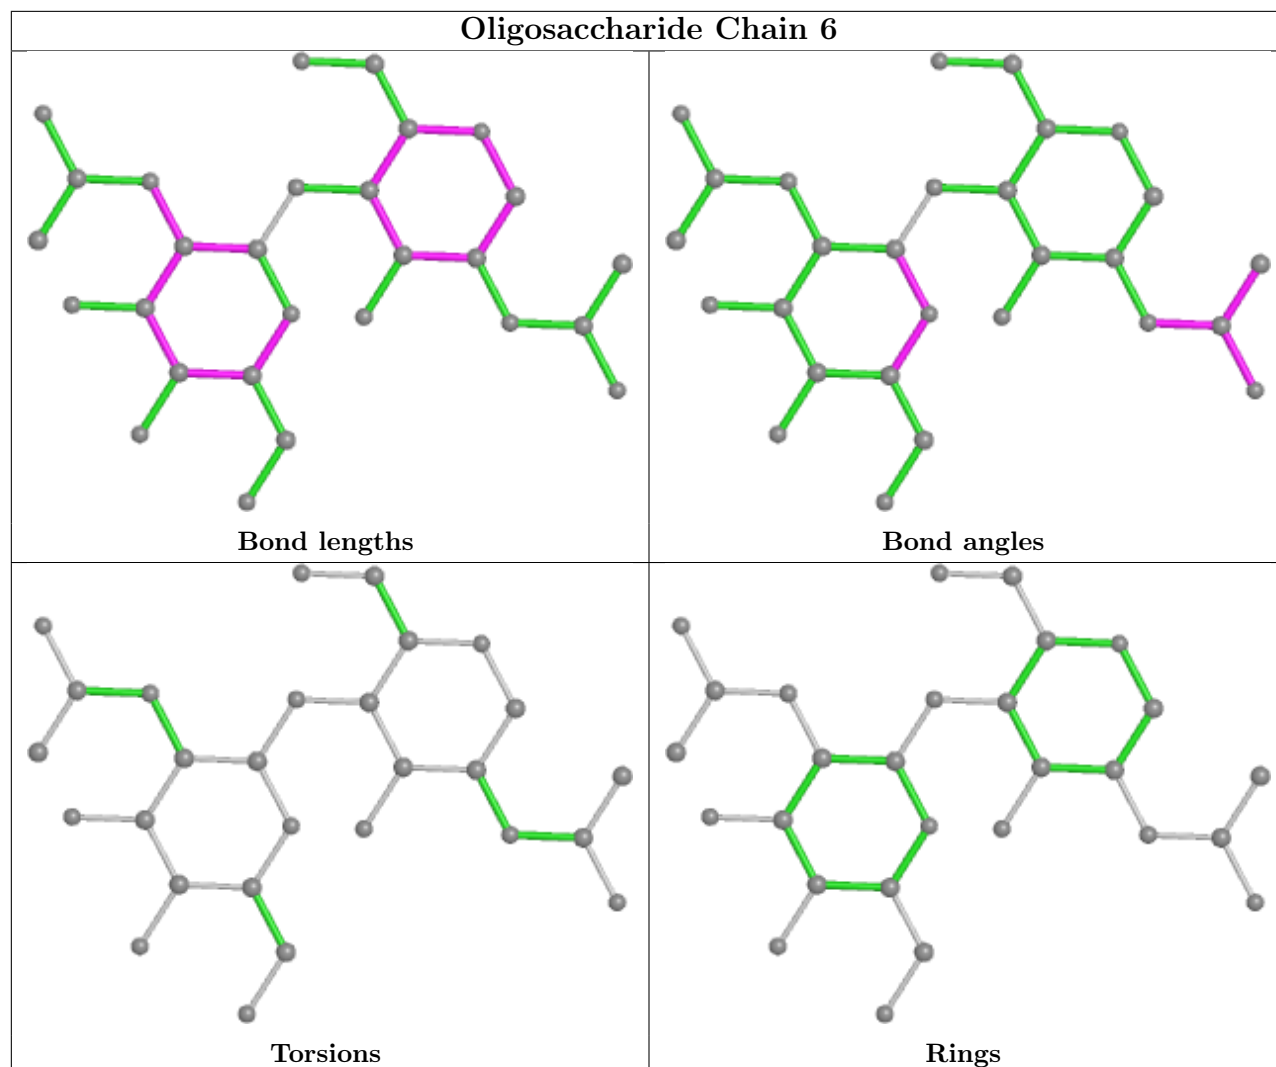 Oligosaccharide Chain 6
Bond lengths
Bond angles
Torsions
Rings